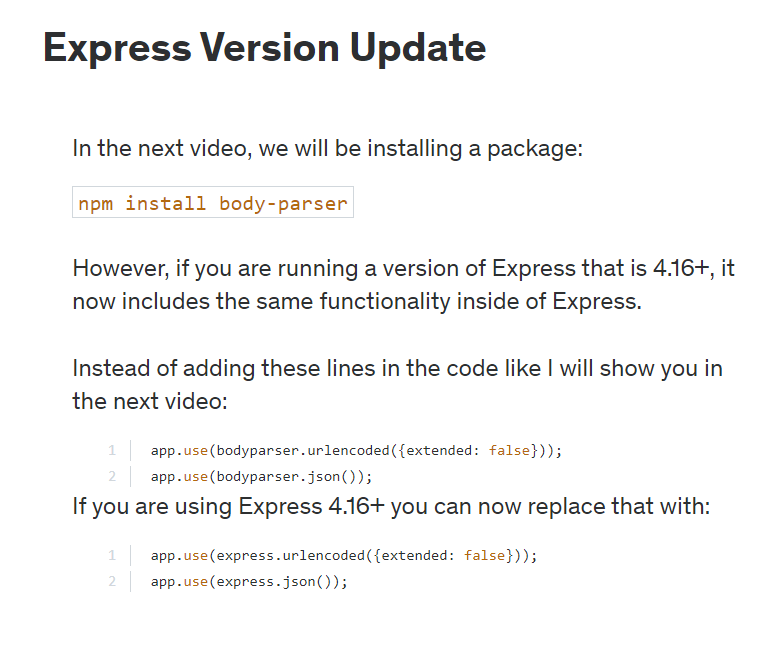 Express Version Update
In the next video, we will be installing a package:
npm install body-parser
However, if you are running a version of Express that is 4.16+, it
now includes the same functionality inside of Express.
Instead of adding these lines in the code like I will show you in
the next video:
1 app.use(bodyparser.urlencoded({extended: false}));
2 app.use(bodyparser.json());
If you are using Express 4.16+ you can now replace that with:
1 app.use(express.urlencoded({extended: false}));
2 app.use(express.json());